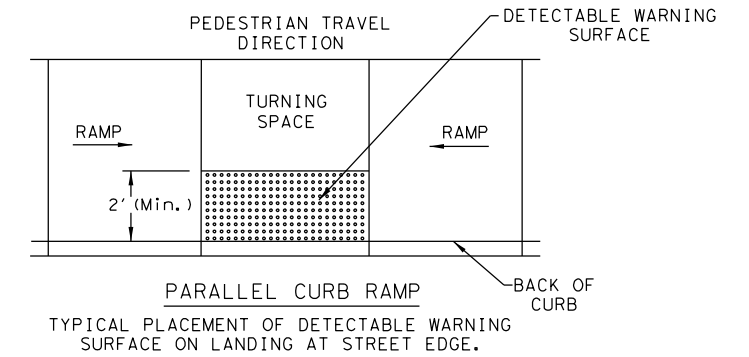 PEDESTRIAN TRAVEL
DIRECTION
DETECTABLE WARNING
SURFACE
TURNING
SPACE
RAMP
RAMP
2' (Min.)
BACK OF
CURB
PARALLEL CURB RAMP
TYPICAL PLACEMENT OF DETECTABLE WARNING
SURFACE ON LANDING AT STREET EDGE.